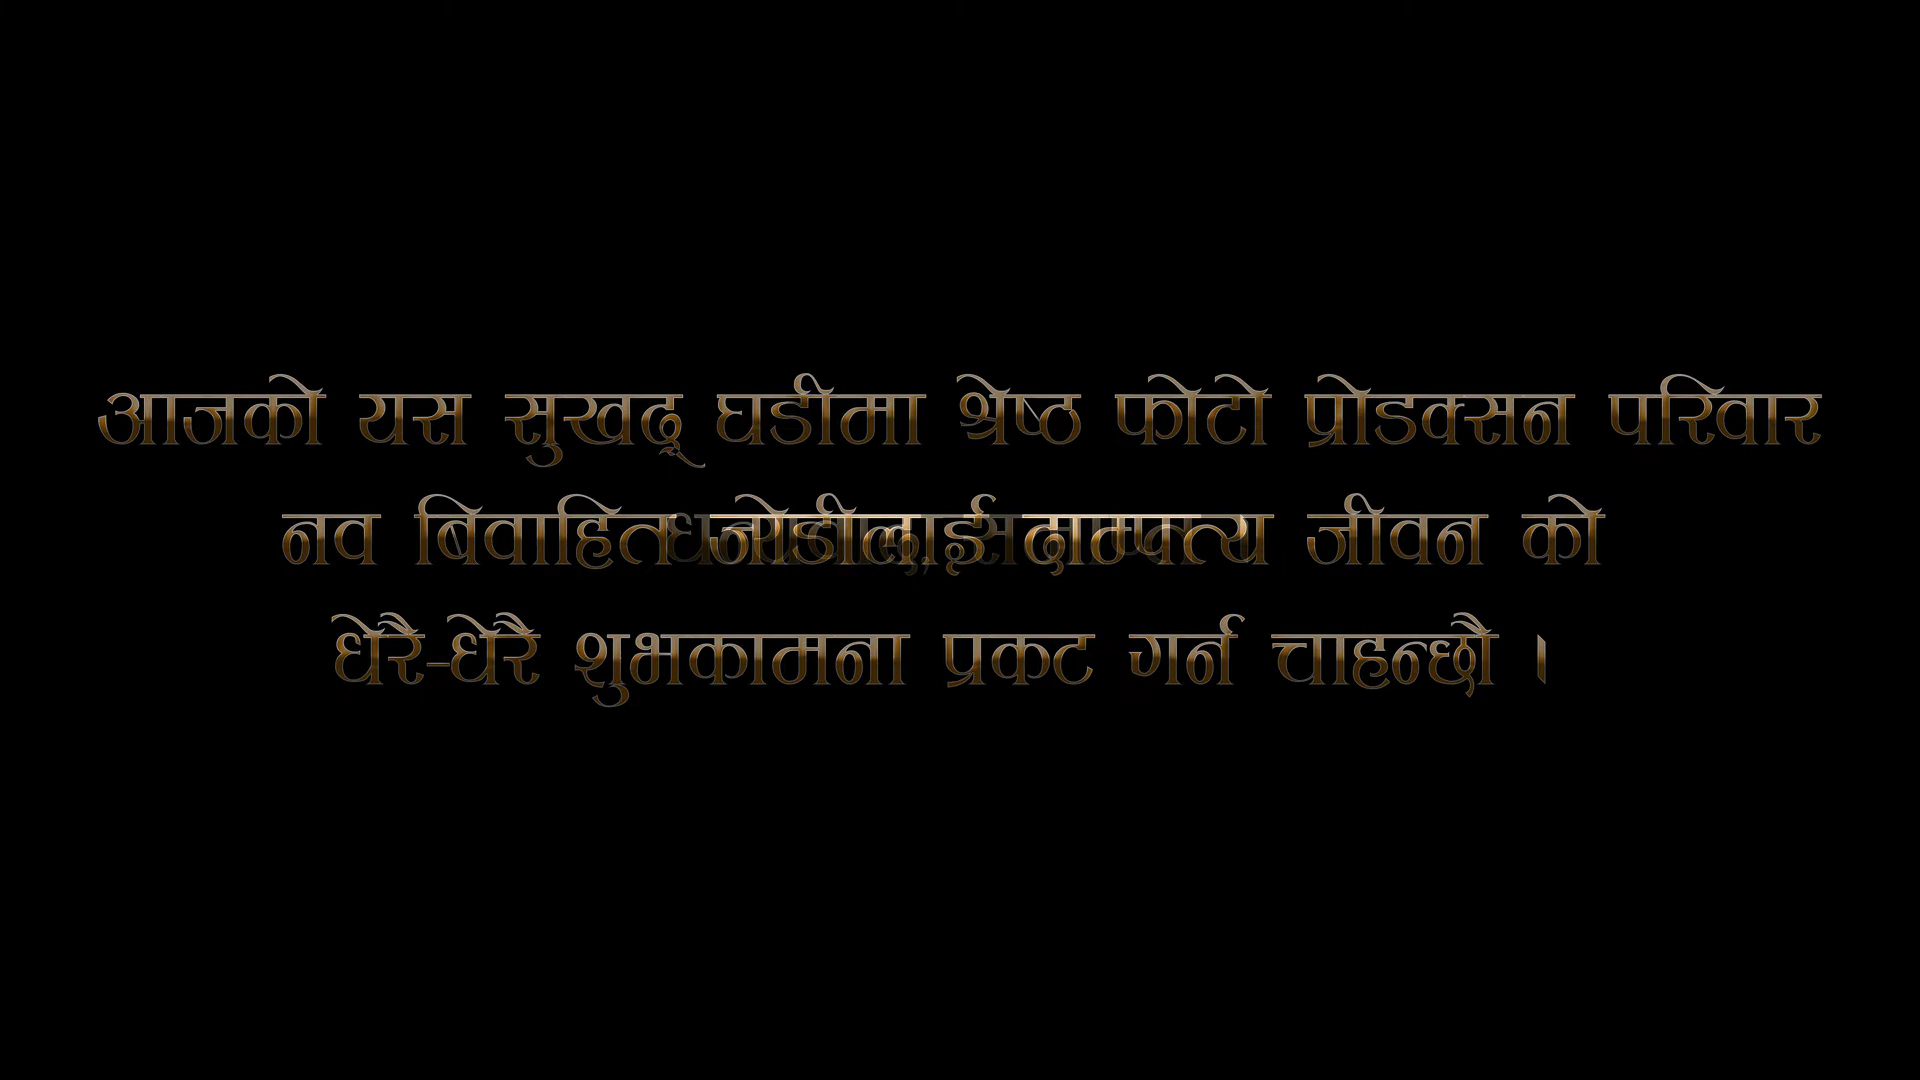 आजको यस सुखद् घडीमा श्रेष्ठ फोटो प्रोडक्सन परिवार
नव बिवाहित जोडीलाई दाम्पत्य जीवन को
धेरै-धेरै शुभकामना प्रकट गर्न चाहन्छौ ।